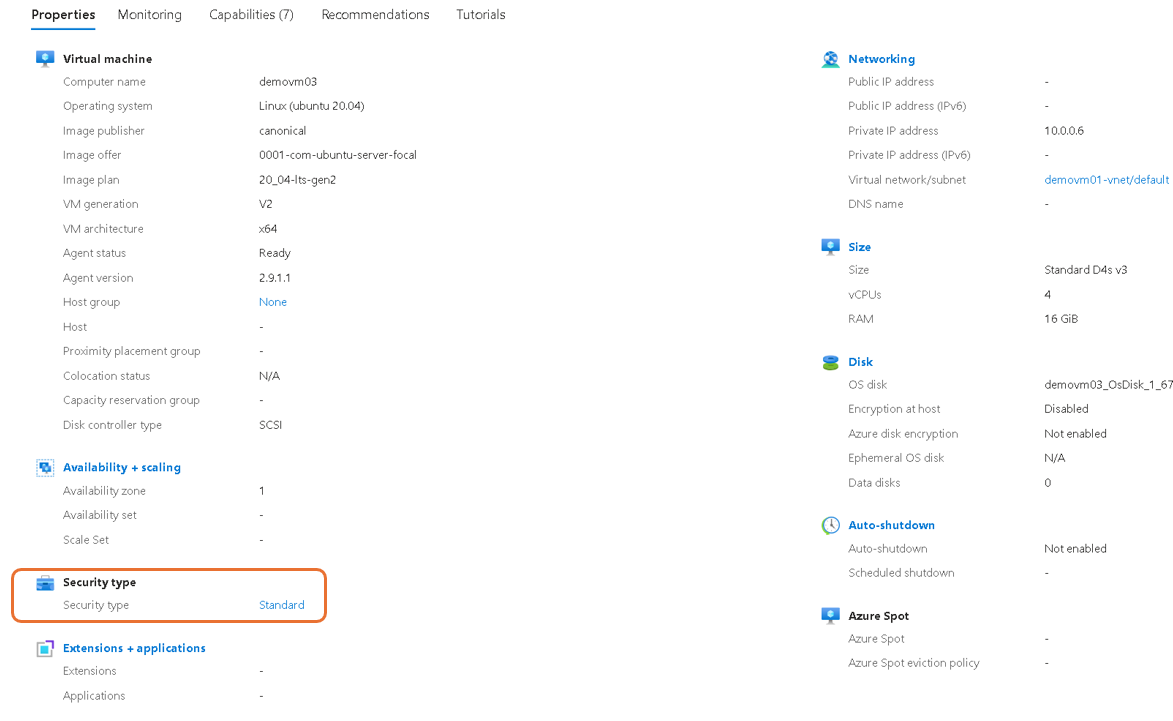 Properties Monitoring Capabilities (7) Recommendations Tutorials
Virtual machine
Computer name demovm03
Operating system Linux (ubuntu 20.04)
Image publisher canonical
Image offer 0001-com-ubuntu-server-focal
Image plan 20_04-lts-gen2
VM generation V2
VM architecture x64
Agent status Ready
Agent version 2.9.1.1
Host group None
Host -
Proximity placement group -
Colocation status N/A
Capacity reservation group -
Disk controller type SCSI
Availability + scaling
Availability zone 1
Availability set -
Scale Set -
Security type
Security type Standard
Extensions + applications
Extensions -
Applications -
Networking
Public IP address -
Public IP address (IPv6) -
Private IP address 10.0.0.6
Private IP address (IPv6) -
Virtual network/subnet demovm01-vnet/default
DNS name -
Size
Size Standard D4s v3
vCPUs 4
RAM 16 GiB
Disk
OS disk demovm03_OsDisk_1_67
Encryption at host Disabled
Azure disk encryption Not enabled
Ephemeral OS disk N/A
Data disks 0
Auto-shutdown
Auto-shutdown Not enabled
Scheduled shutdown -
Azure Spot
Azure Spot -
Azure Spot eviction policy -